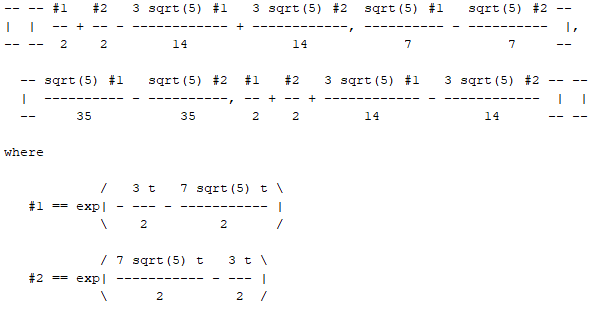 -- -- #1   #2   3 sqrt(5) #1   3 sqrt(5) #2  sqrt(5) #1   sqrt(5) #2 --
|  |  -- + -- - ------------ + ------------, ---------- - ---------- |,
-- -- 2    2         14             14            7            7     --
-- sqrt(5) #1   sqrt(5) #2  #1   #2   3 sqrt(5) #1   3 sqrt(5) #2 -- --
|  ---------- - ----------, -- + -- + ------------ - ------------  |  |
--     35           35      2    2         14             14      -- --
where
/   3 t   7 sqrt(5) t \
#1 == exp| - --- - ----------- |
\    2         2      /
/ 7 sqrt(5) t   3 t \
#2 == exp| ----------- - --- |
\      2         2  /